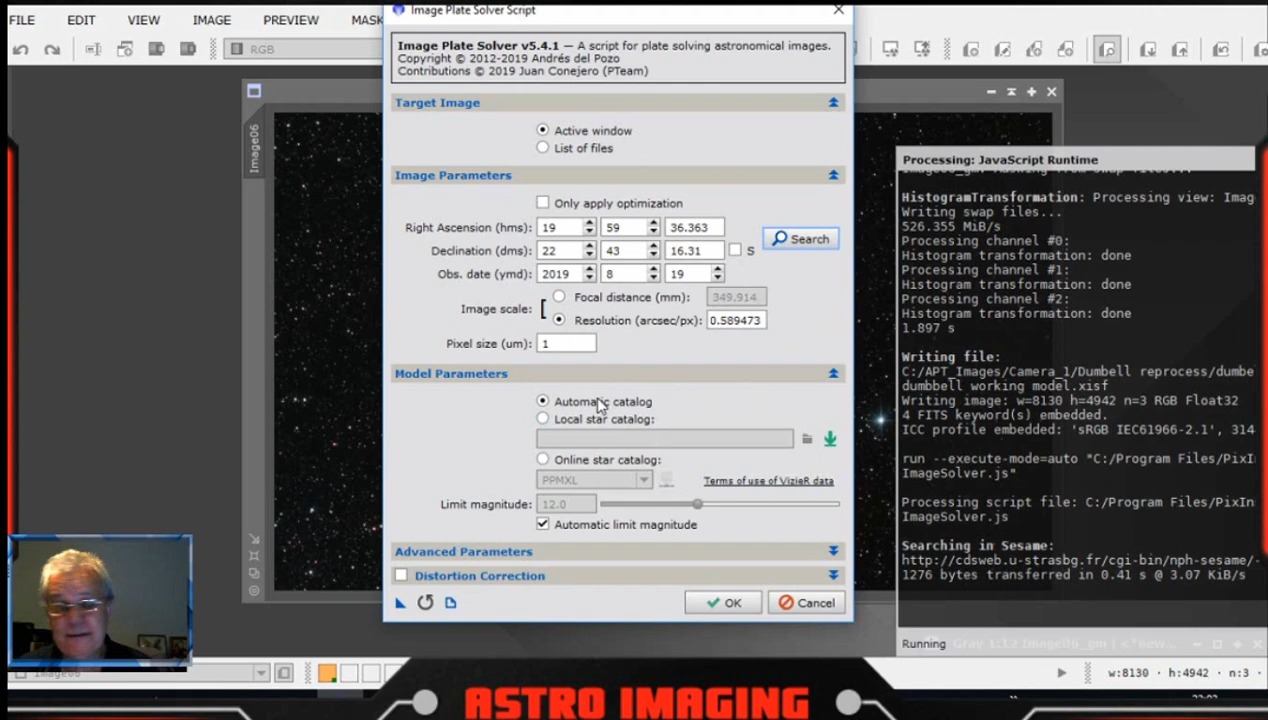 Image Plate Solver Script
FILE EDIT VIEW IMAGE PREVIEW MASK
RGB
Image Plate Solver v5.4.1 — A script for plate solving astronomical images.
Copyright © 2012-2019 Andrés del Pozo
Contributions © 2019 Juan Conejero (PTeam)
Target Image
Active window
List of files
Image Parameters
Only apply optimization
Right Ascension (hms): 19 59 36.363
Search
Declination (dms): 22 43 16.31 S
Obs. date (ymd): 2019 8 19
Image scale:
Focal distance (mm): 349.914
Resolution (arcsec/px): 0.589473
Pixel size (um): 1
Model Parameters
Automatic catalog
Local star catalog:
Online star catalog:
PPMXL Terms of use of VizieR data
Limit magnitude: 12.0
Automatic limit magnitude
Advanced Parameters
Distortion Correction
OK Cancel
Image06
Processing: JavaScript Runtime
HistogramTransformation: Processing view: Imag
Writing swap files...
526.355 MiB/s
Processing channel #0:
Histogram transformation: done
Processing channel #1:
Histogram transformation: done
Processing channel #2:
Histogram transformation: done
1.897 s
Writing file:
C:/APT_Images/Camera_1/Dumbell reprocess/dumbe
dumbbell working model.xisf
Writing image: w=8130 h=4942 n=3 RGB Float32
4 FITS keyword(s) embedded.
ICC profile embedded: 'sRGB IEC61966-2.1', 314
run --execute-mode=auto "C:/Program Files/PixIn
ImageSolver.js"
Processing script file: C:/Program Files/PixIn
ImageSolver.js
Searching in Sesame:
http://cdsweb.u-strasbg.fr/cgi-bin/nph-sesame/-
1276 bytes transferred in 0.41 s @ 3.07 KiB/s
Running
Gray 1:12 Image06_gm | <*new
Image06
w:8130 · h:4942 · n:3
ASTRO IMAGING